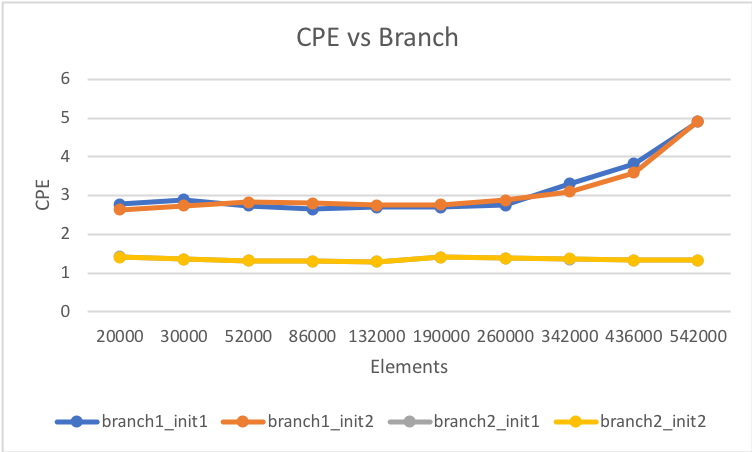 CPE vs Branch
6
5
4
3
2
1
0
CPE
20000 30000 52000 86000 132000 190000 260000 342000 436000 542000
Elements
branch1_init1 branch1_init2 branch2_init1 branch2_init2